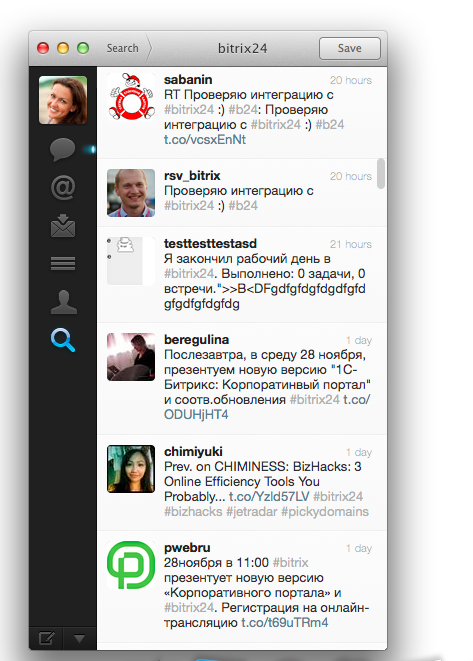 Search
bitrix24
Save
sabanin
20 hours
RT Проверяю интеграцию с
#bitrix24 :) #b24: Проверяю
интеграцию с #bitrix24 :) #b24
t.co/vcsxEnNt
rsv_bitrix
20 hours
Проверяю интеграцию с
#bitrix24 :) #b24
testtesttestasd
21 hours
Я закончил рабочий день в
#bitrix24. Выполнено: 0 задачи, 0
встречи.">>B<DFgdfgfdgfdgdfgfd
gfgdfgfdgfdg
beregulina
1 day
Послезавтра, в среду 28 ноября,
презентуем новую версию "1С-
Битрикс: Корпоратинвый портал"
и соотв.обновления #bitrix24 t.co/
ODUHjHT4
chimiyuki
1 day
Prev. on CHIMINESS: BizHacks: 3
Online Efficiency Tools You
Probably... t.co/Yzld57LV #bitrix24
#bizhacks #jetradar #pickydomains
pwebru
1 day
28ноября в 11:00 #bitrix
презентует новую версию
«Корпоративного портала» и
#bitrix24. Регистрация на онлайн-
трансляцию t.co/t69uTRm4